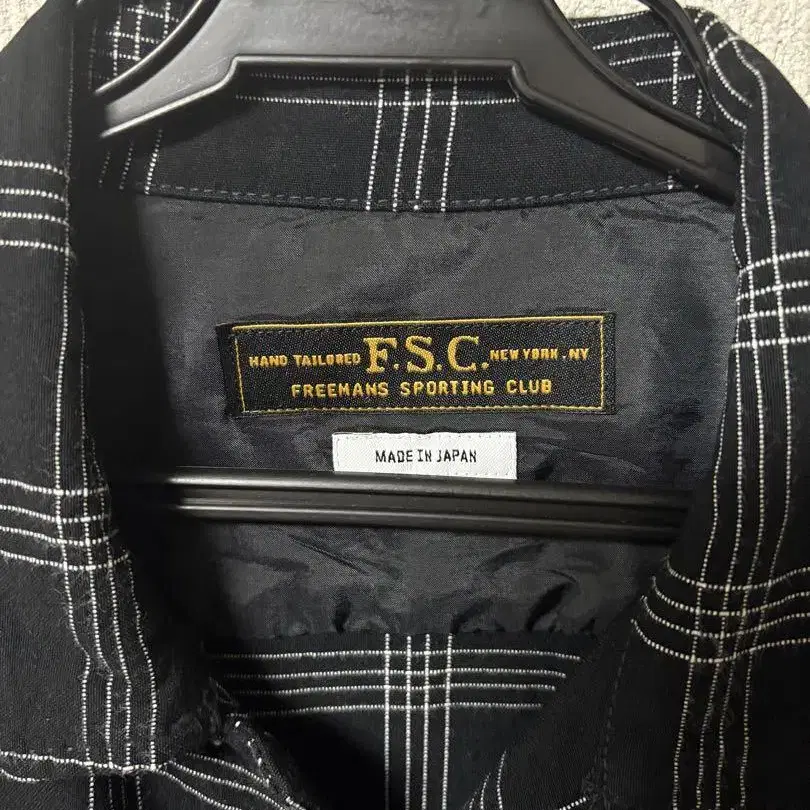 HAND TAILORED F.S.C. NEW YORK . NY
FREEMANS SPORTING CLUB
MADE IN JAPAN